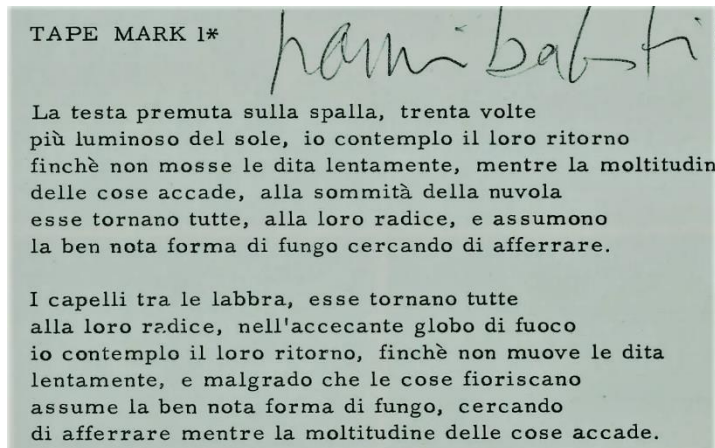 TAPE MARK 1*
nanni balestrini
La testa premuta sulla spalla, trenta volte
più luminoso del sole, io contemplo il loro ritorno
finchè non mosse le dita lentamente, mentre la moltitudin
delle cose accade, alla sommità della nuvola
esse tornano tutte, alla loro radice, e assumono
la ben nota forma di fungo cercando di afferrare.
I capelli tra le labbra, esse tornano tutte
alla loro radice, nell'accecante globo di fuoco
io contemplo il loro ritorno, finchè non muove le dita
lentamente, e malgrado che le cose fioriscano
assume la ben nota forma di fungo, cercando
di afferrare mentre la moltitudine delle cose accade.